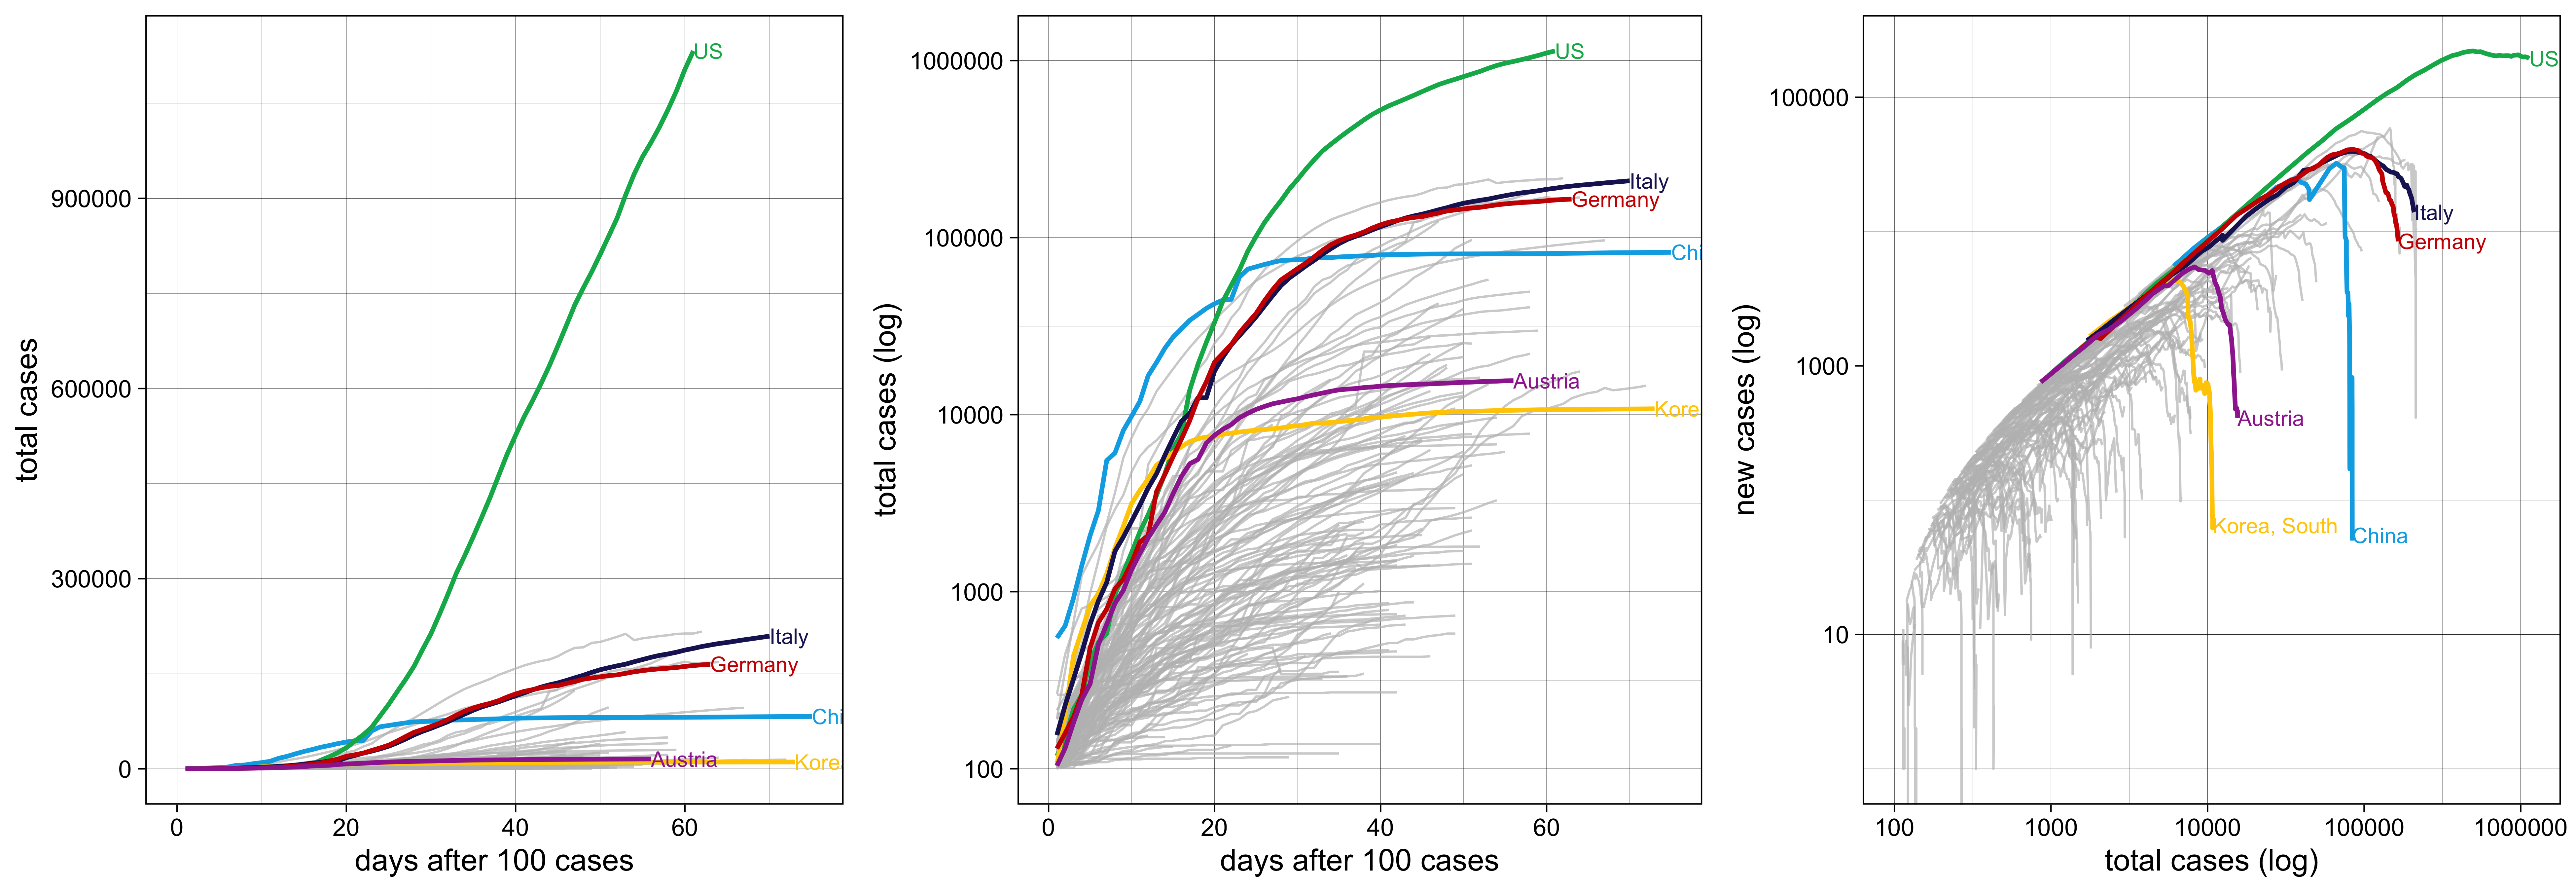 total cases
900000
600000
300000
0
US
Italy
Germany
Chi
Austria
Kore
0 20 40 60
days after 100 cases
total cases (log)
1000000
100000
10000
1000
100
US
Italy
Germany
Chi
Austria
Kore
0 20 40 60
days after 100 cases
new cases (log)
100000
1000
10
US
Italy
Germany
Austria
Korea, South
China
100 1000 10000 100000 1000000
total cases (log)